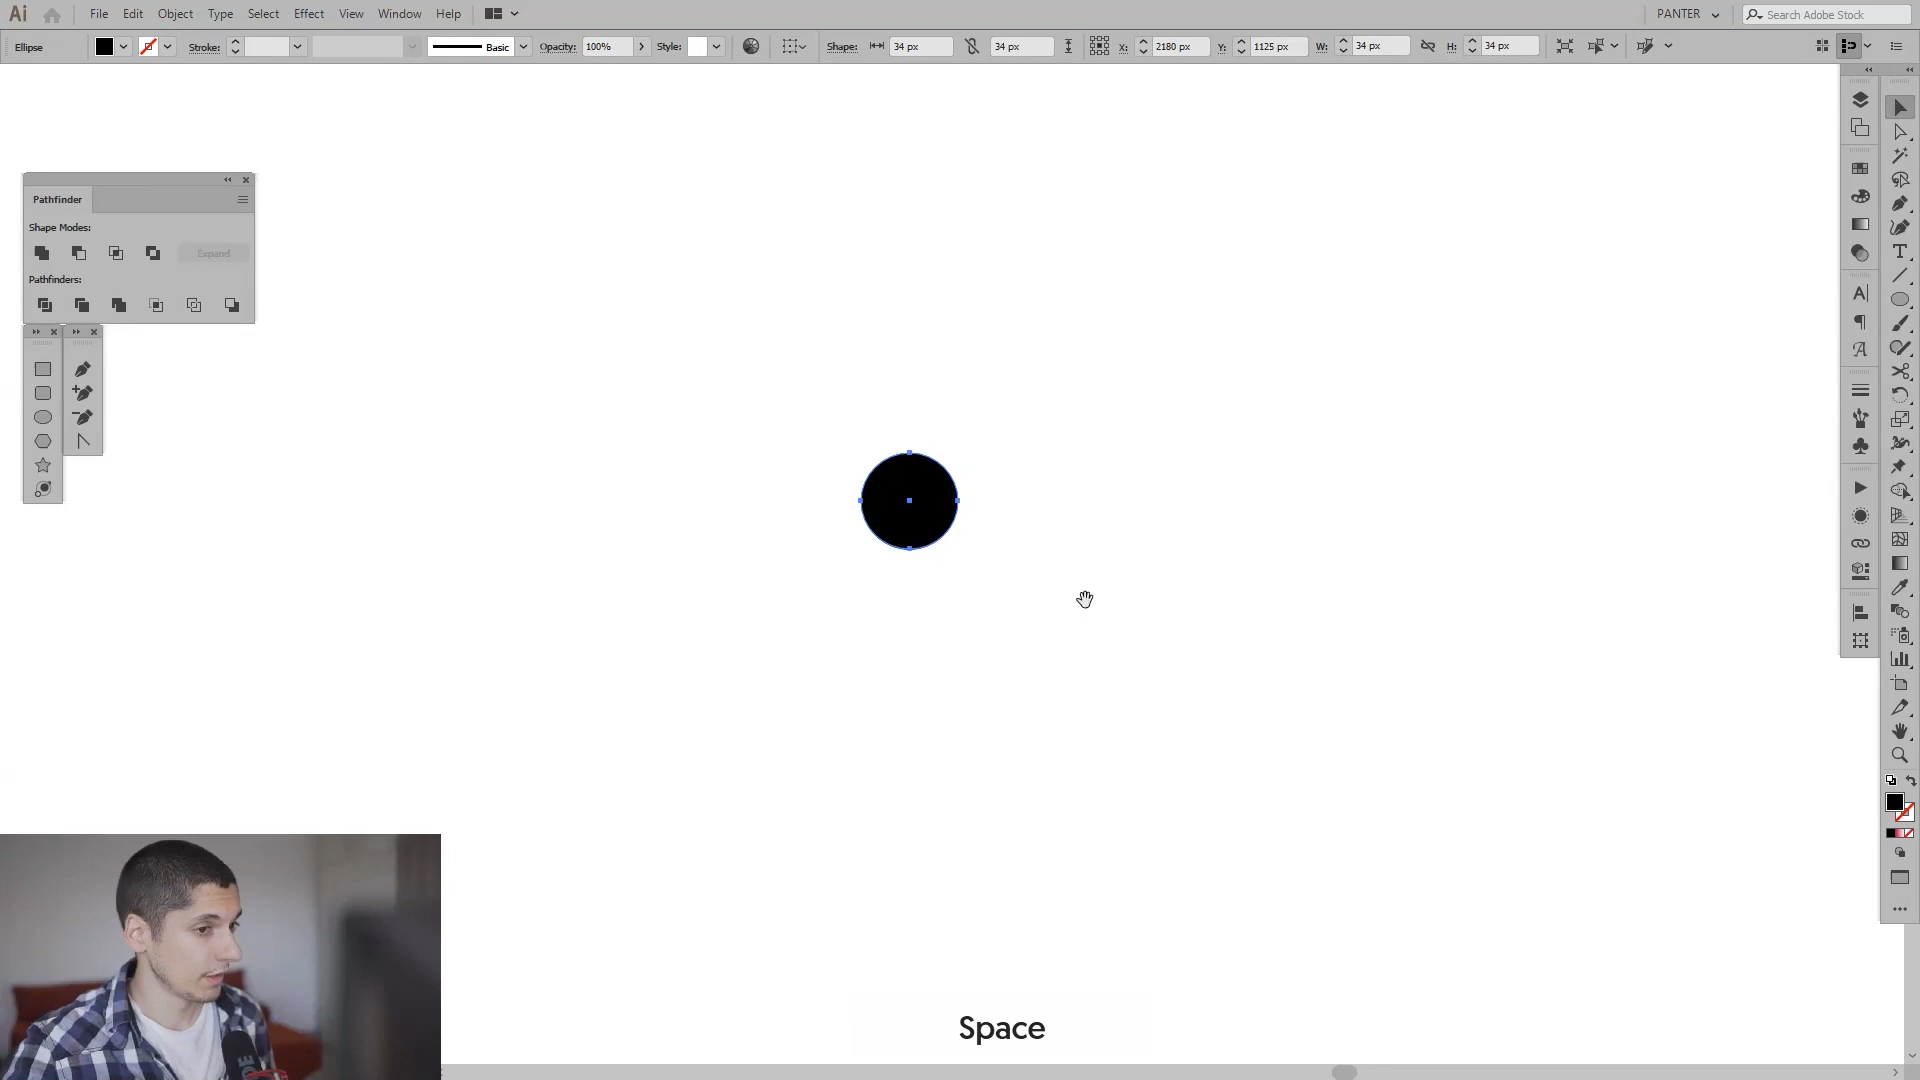 Ai File Edit Object Type Select Effect View Window Help PANTER Search Adobe Stock
Ellipse Stroke: Basic Opacity: 100% Style: Shape: 34 px 34 px X: 2180 px Y: 1125 px W: 34 px H: 34 px
Pathfinder
Shape Modes:
Expand
Pathfinders:
Space